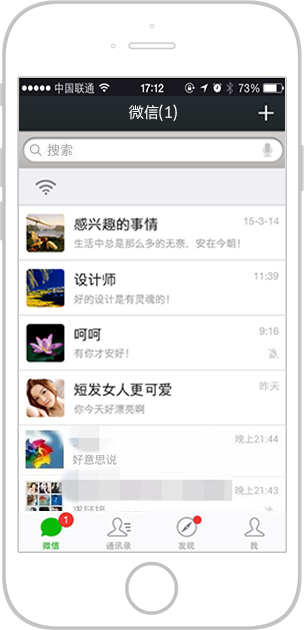 中国联通 17:12 73%
微信(1)
搜索
感兴趣的事情 15-3-14
生活中总是那么多的无奈，安在今朝！
设计师 11:39
好的设计是有灵魂的！
呵呵 9:16
有你才安好！
短发女人更可爱 昨天
你今天好漂亮啊
晚上21:44
好意思说
晚上21:43
1
微信 通讯录 发现 我